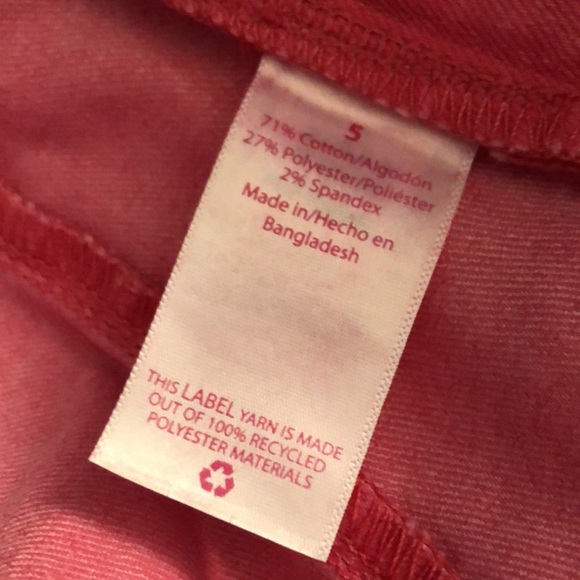 5
71% Cotton/Algodón
27% Polyester/Poliéster
2% Spandex
Made in/Hecho en
Bangladesh
THIS LABEL YARN IS MADE
OUT OF 100% RECYCLED
POLYESTER MATERIALS